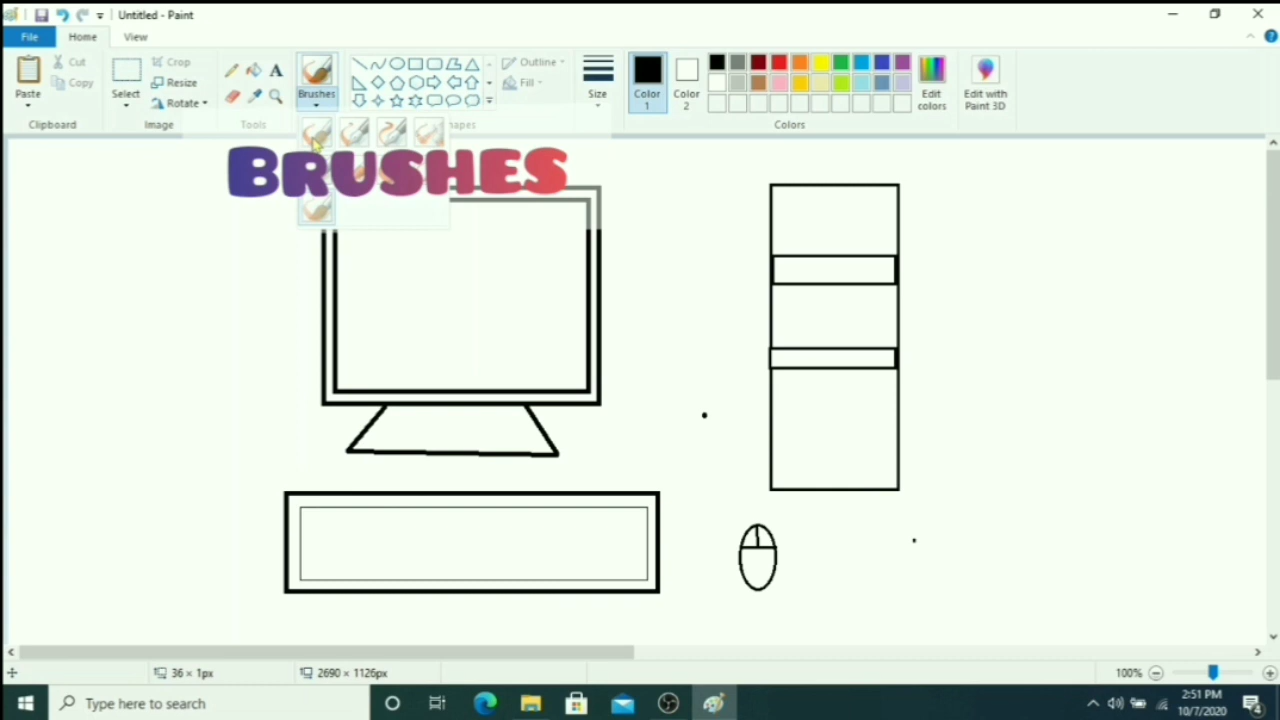 Untitled - Paint
File Home View
Paste
Cut
Copy
Clipboard
Select
Crop
Resize
Rotate
Image
A
Tools
Brushes
Outline
Fill
hapes
Size
Color 1
Color 2
Colors
Edit colors
Edit with Paint 3D
BRUSHES
36 × 1px
2690 × 1126px
100%
Type here to search
2:51 PM
10/7/2020
4